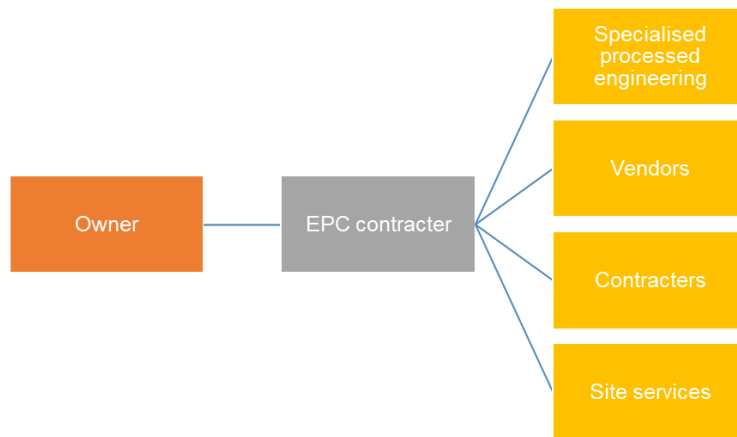 Owner
EPC contracter
Specialised
processed
engineering
Vendors
Contracters
Site services